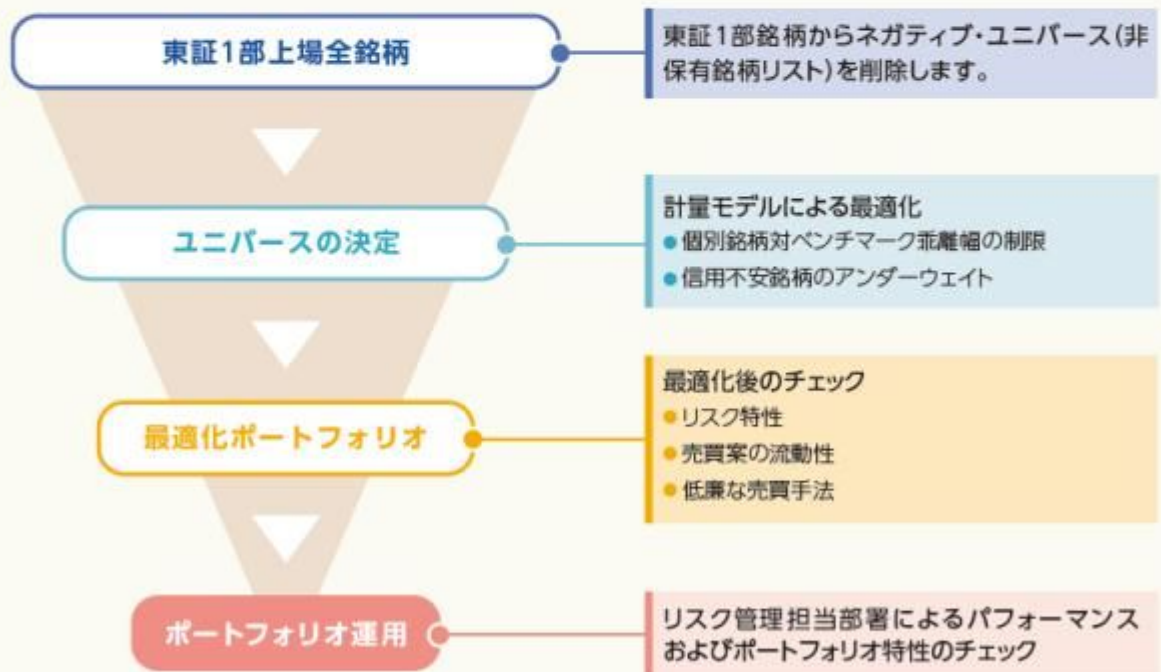 東証1部上場全銘柄
東証1部銘柄からネガティブ・ユニバース(非
保有銘柄リスト)を削除します。
ユニバースの決定
計量モデルによる最適化
●個別銘柄対ベンチマーク乖離幅の制限
●信用不安銘柄のアンダーウェイト
最適化ポートフォリオ
最適化後のチェック
●リスク特性
●売買案の流動性
●低廉な売買手法
ポートフォリオ運用
リスク管理担当部署によるパフォーマンス
およびポートフォリオ特性のチェック